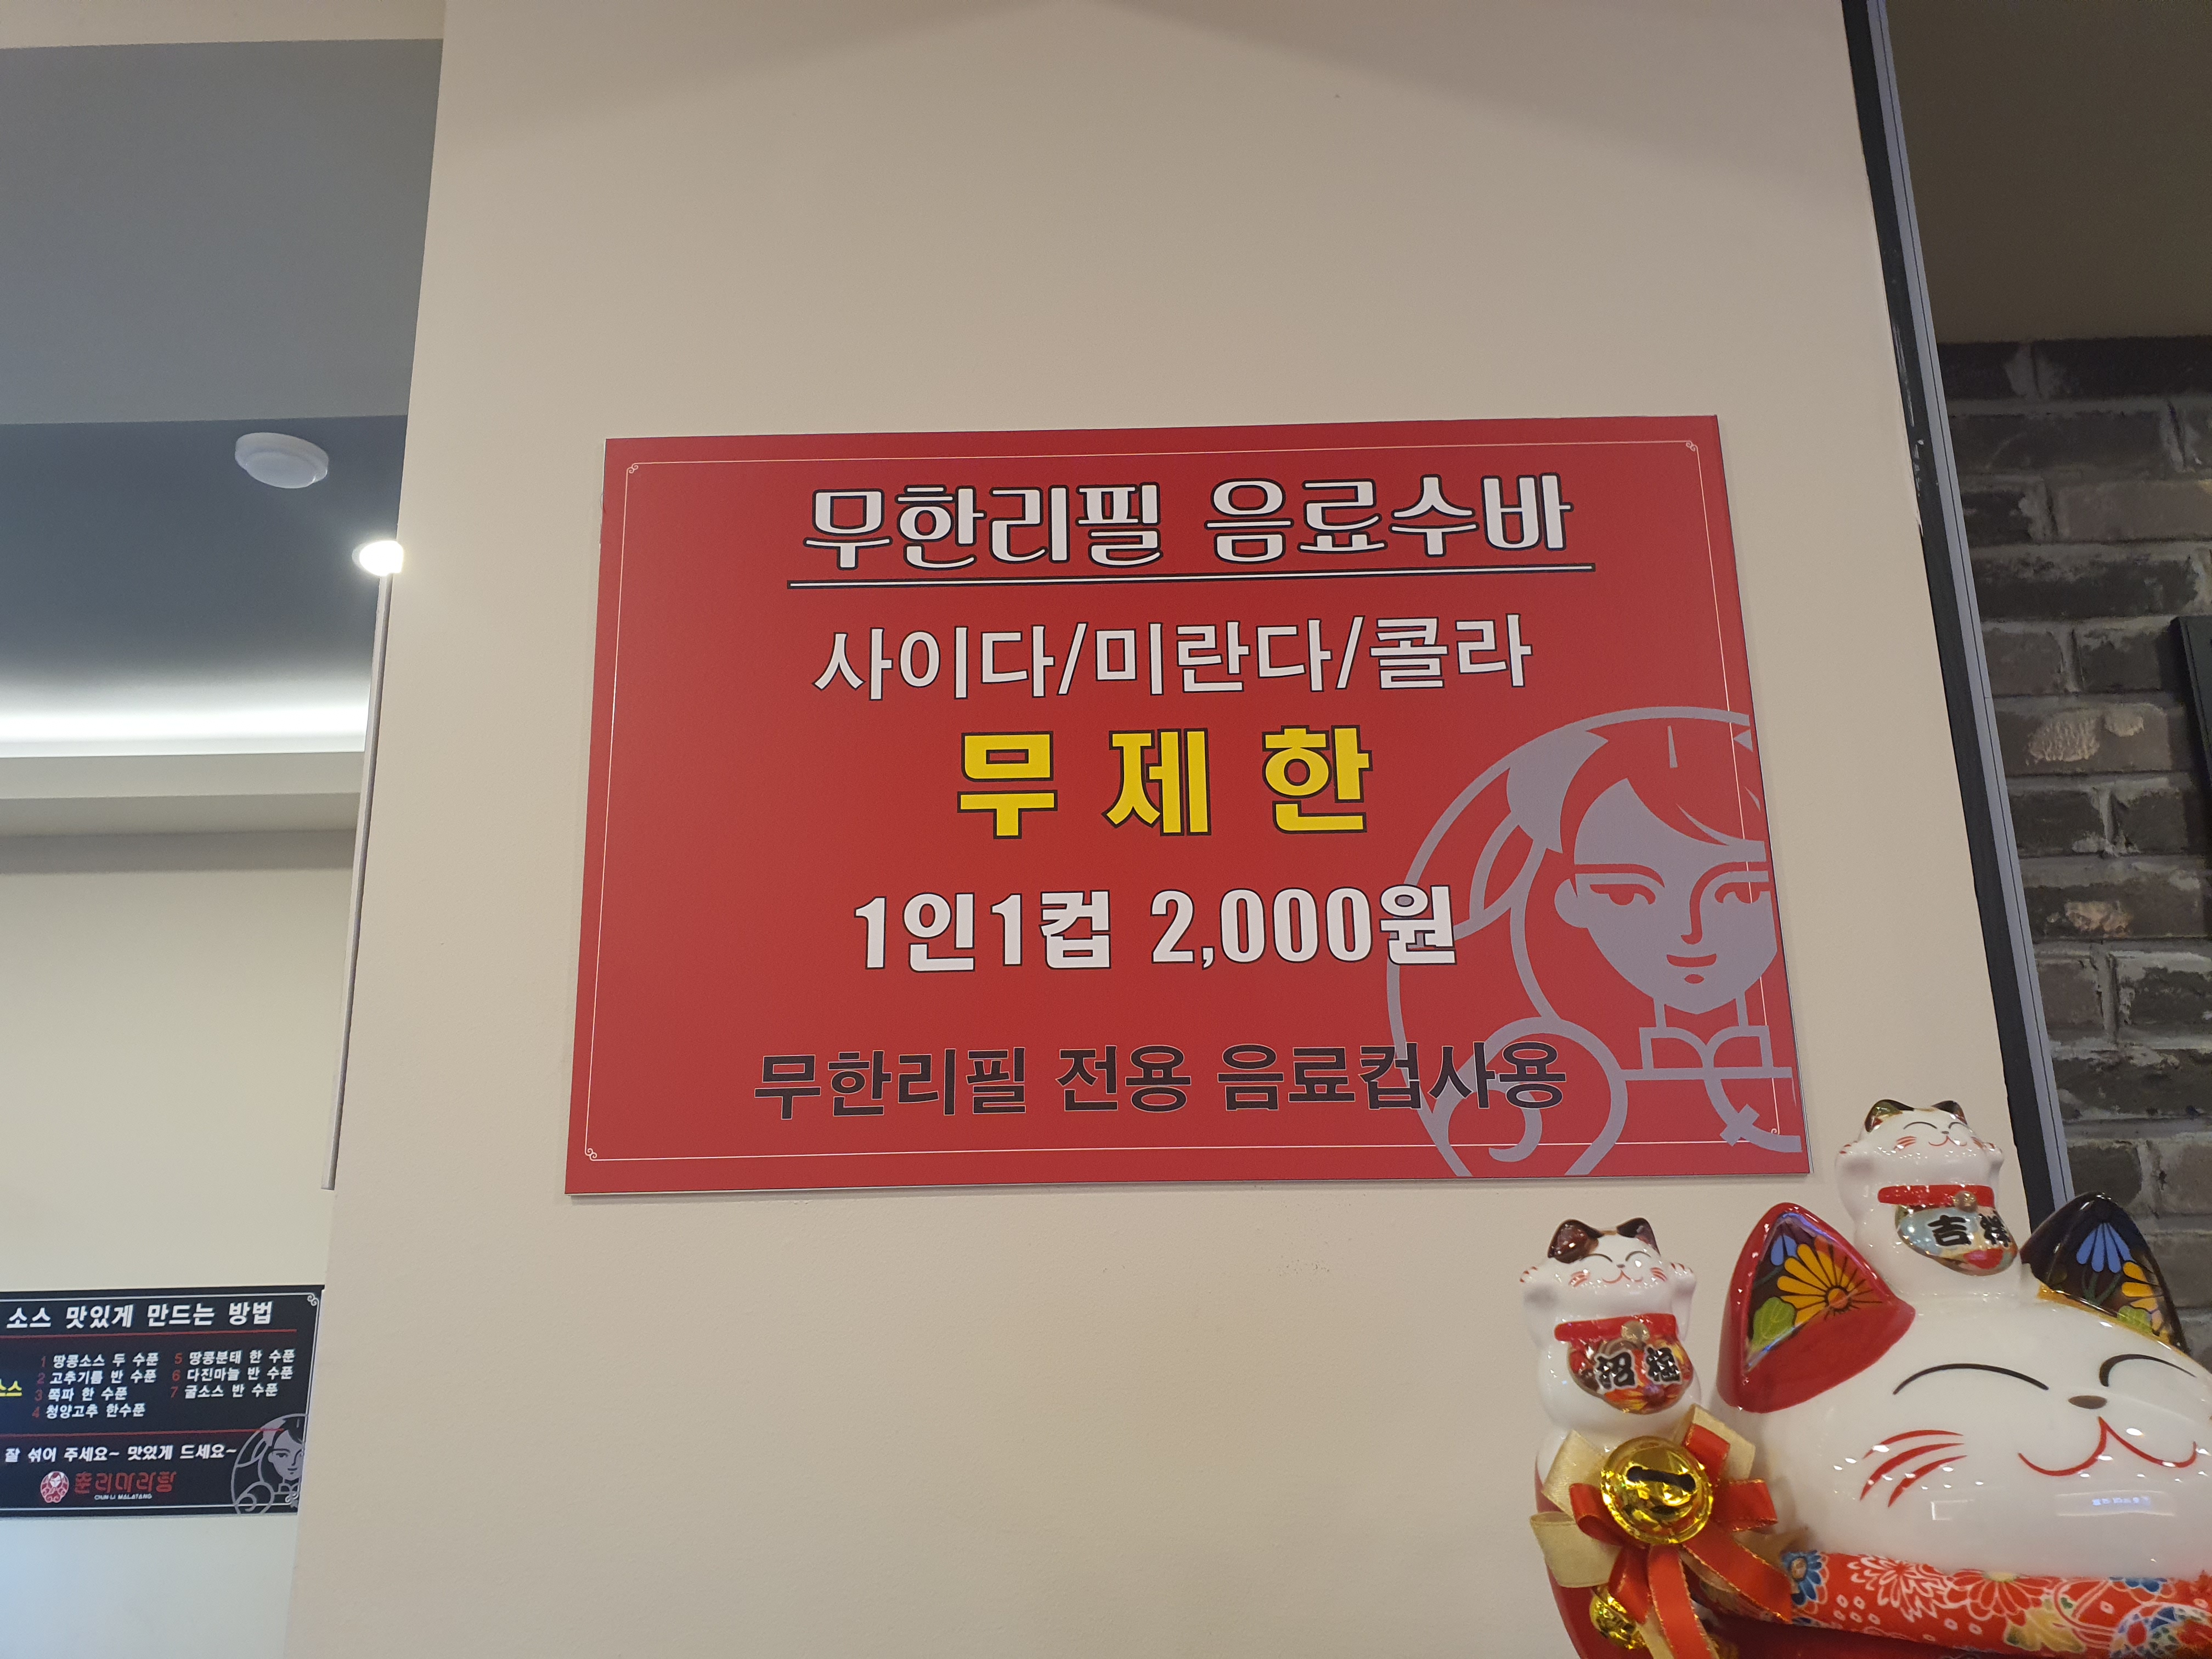 무한리필 음료수바
사이다/미란다/콜라
무제한
1인1컵 2,000원
무한리필 전용 음료컵사용
소스 맛있게 만드는 방법
1 땅콩소스 두 수푼
2 고추기름 반 수푼
3 쪽파 한 수푼
4 청양고추 한수푼
5 땅콩분태 한 수푼
6 다진마늘 반 수푼
7 굴소스 반 수푼
잘 섞어 주세요~ 맛있게 드세요~
춘리마라탕
CHUN LI MALATANG
吉祥
招福